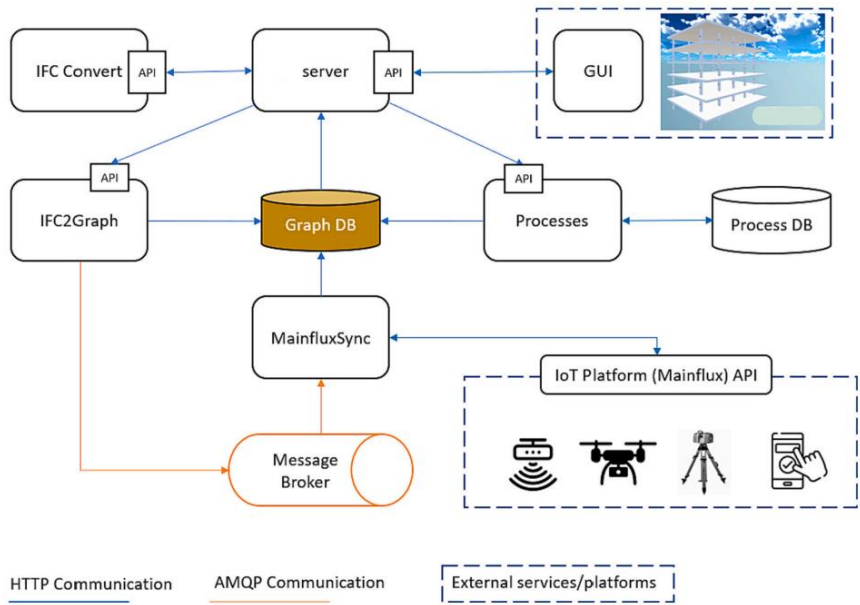 IFC Convert
API
server
API
GUI
API
IFC2Graph
Graph DB
API
Processes
Process DB
MainfluxSync
IoT Platform (Mainflux) API
Message
Broker
HTTP Communication
AMQP Communication
External services/platforms